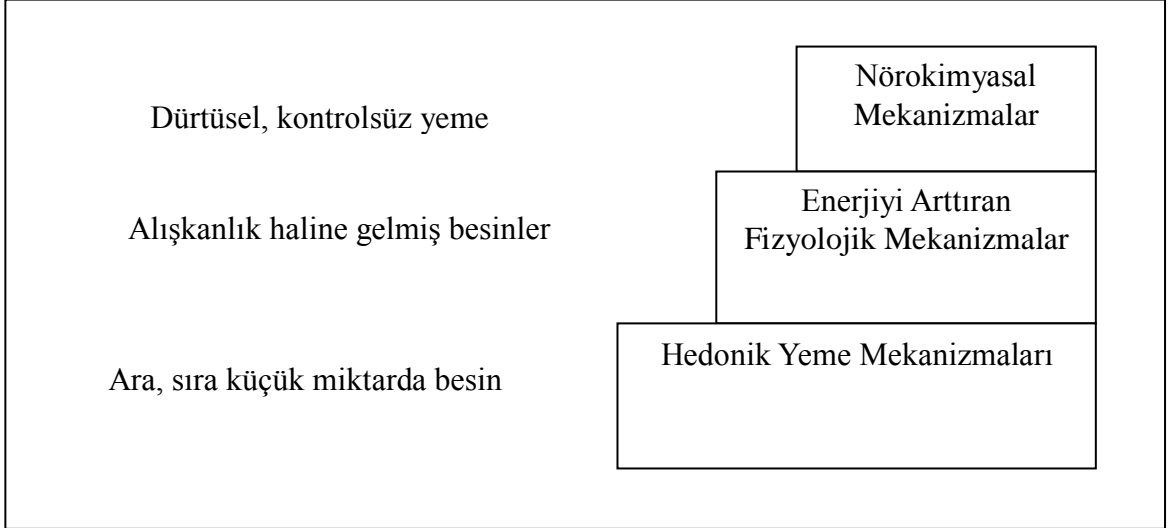 Nörokimyasal
Mekanizmalar
Dürtüsel, kontrolsüz yeme
Enerjiyi Arttıran
Fizyolojik Mekanizmalar
Alışkanlık haline gelmiş besinler
Hedonik Yeme Mekanizmaları
Ara, sıra küçük miktarda besin